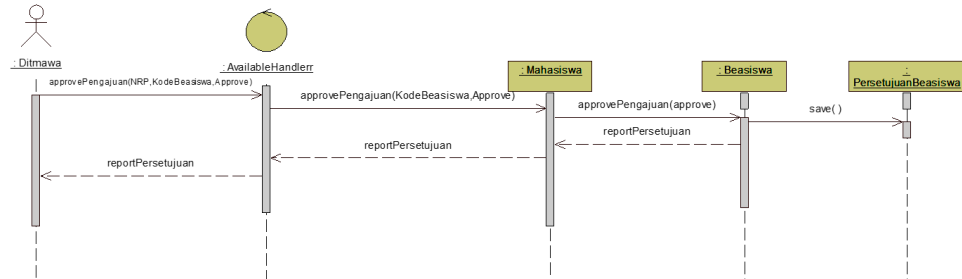 : Ditmawa
: AvailableHandlerr
: Mahasiswa
: Beasiswa
:
PersetujuanBeasiswa
approvePengajuan(NRP,KodeBeasiswa,Approve)
approvePengajuan(KodeBeasiswa,Approve)
approvePengajuan(approve)
save( )
reportPersetujuan
reportPersetujuan
reportPersetujuan